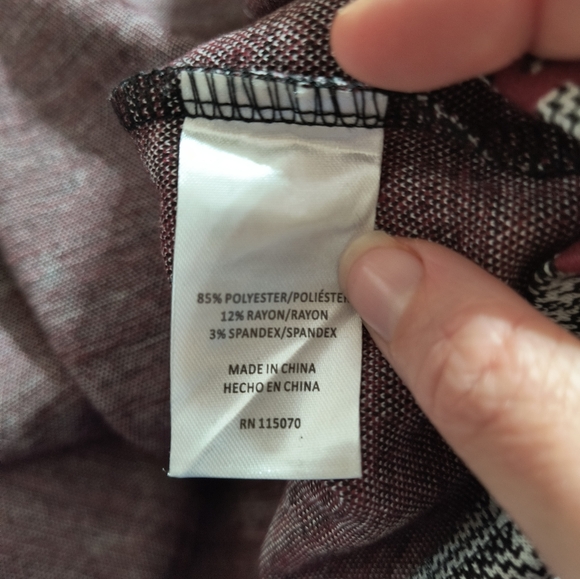 85% POLYESTER/POLIÉSTER
12% RAYON/RAYON
3% SPANDEX/SPANDEX
MADE IN CHINA
HECHO EN CHINA
RN 115070